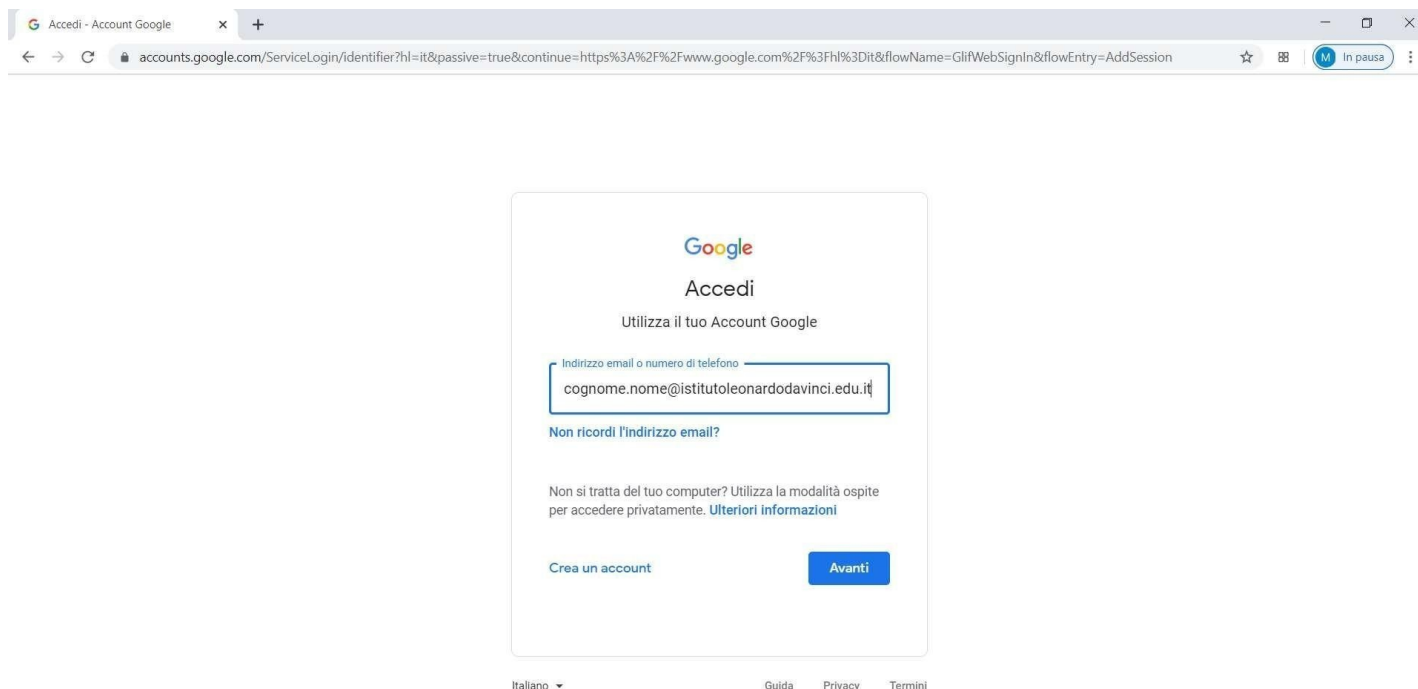 Accedi - Account Google
accounts.google.com/ServiceLogin/identifier?hl=it&passive=true&continue=https%3A%2F%2Fwww.google.com%2F%3Fhl%3Dit&flowName=GlifWebSignIn&flowEntry=AddSession
M In pausa
Google
Accedi
Utilizza il tuo Account Google
Indirizzo email o numero di telefono
cognome.nome@istitutoleonardodavinci.edu.it
Non ricordi l'indirizzo email?
Non si tratta del tuo computer? Utilizza la modalità ospite
per accedere privatamente. Ulteriori informazioni
Crea un account Avanti
Italiano Guida Privacy Termini